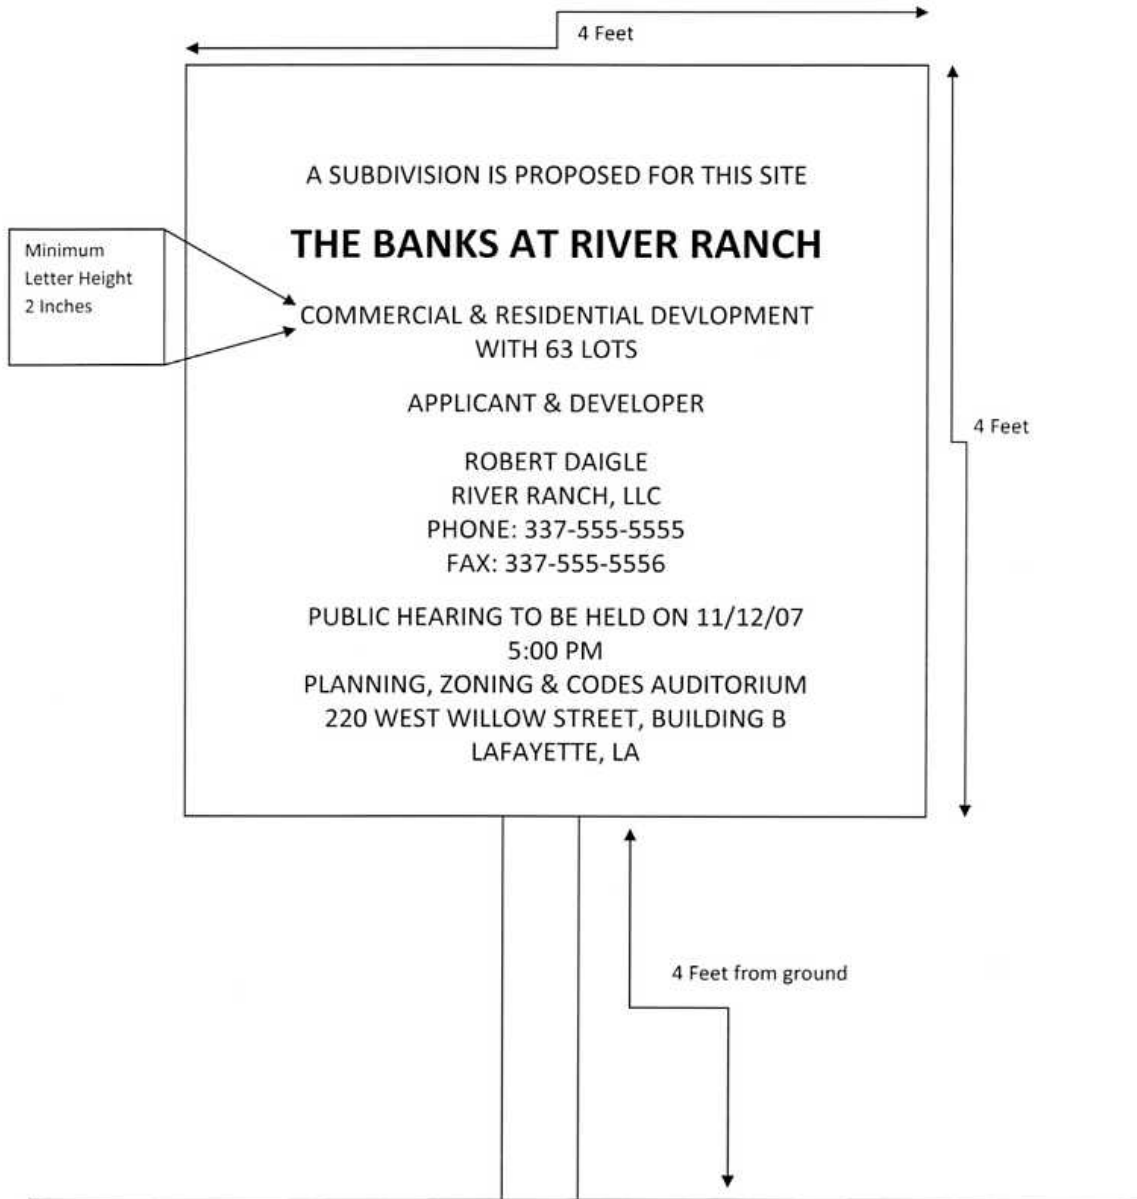 4 Feet
A SUBDIVISION IS PROPOSED FOR THIS SITE
THE BANKS AT RIVER RANCH
Minimum
Letter Height
2 Inches
COMMERCIAL & RESIDENTIAL DEVLOPMENT
WITH 63 LOTS
APPLICANT & DEVELOPER
4 Feet
ROBERT DAIGLE
RIVER RANCH, LLC
PHONE: 337-555-5555
FAX: 337-555-5556
PUBLIC HEARING TO BE HELD ON 11/12/07
5:00 PM
PLANNING, ZONING & CODES AUDITORIUM
220 WEST WILLOW STREET, BUILDING B
LAFAYETTE, LA
4 Feet from ground